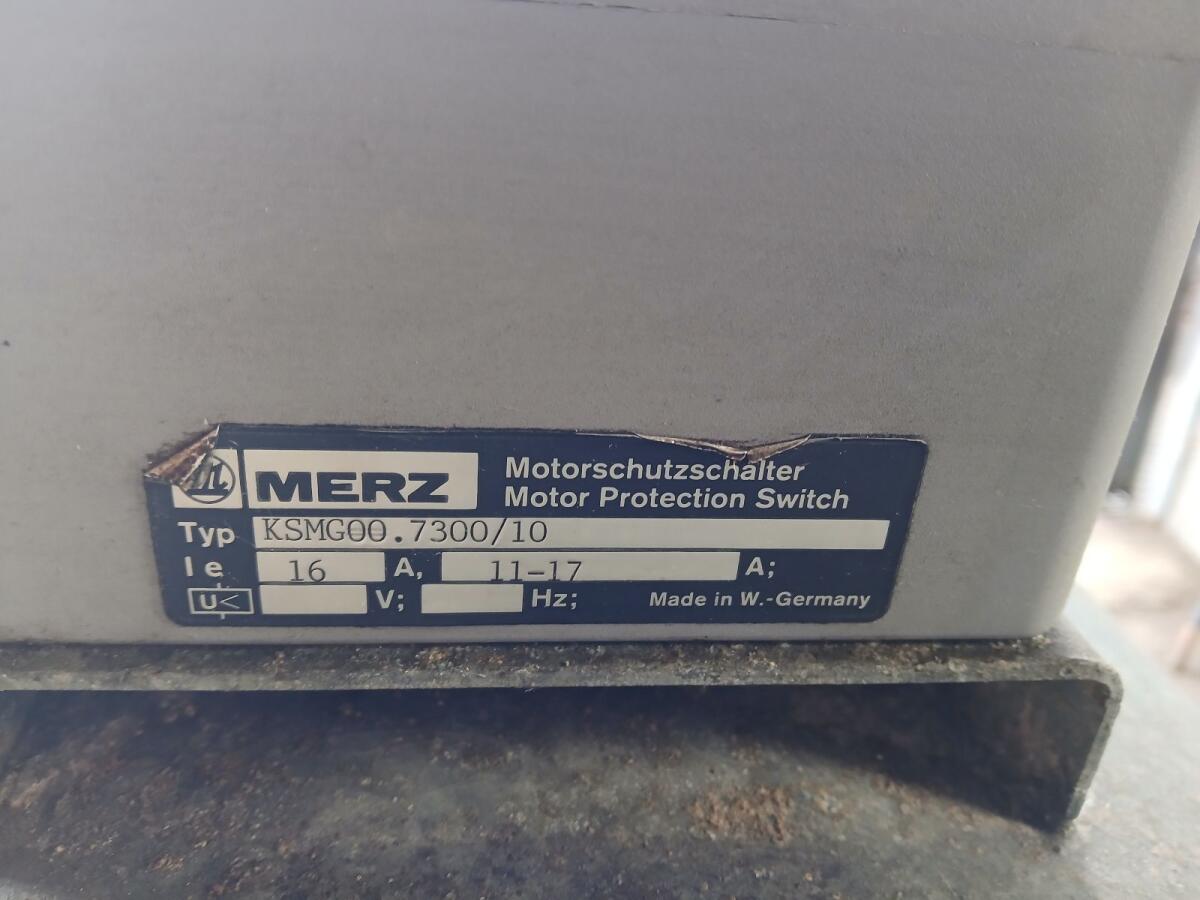 MERZ
Motorschutzschalter
Motor Protection Switch
Typ KSMG00.7300/10
Ie 16 A, 11-17 A;
U< V; Hz; Made in W.-Germany